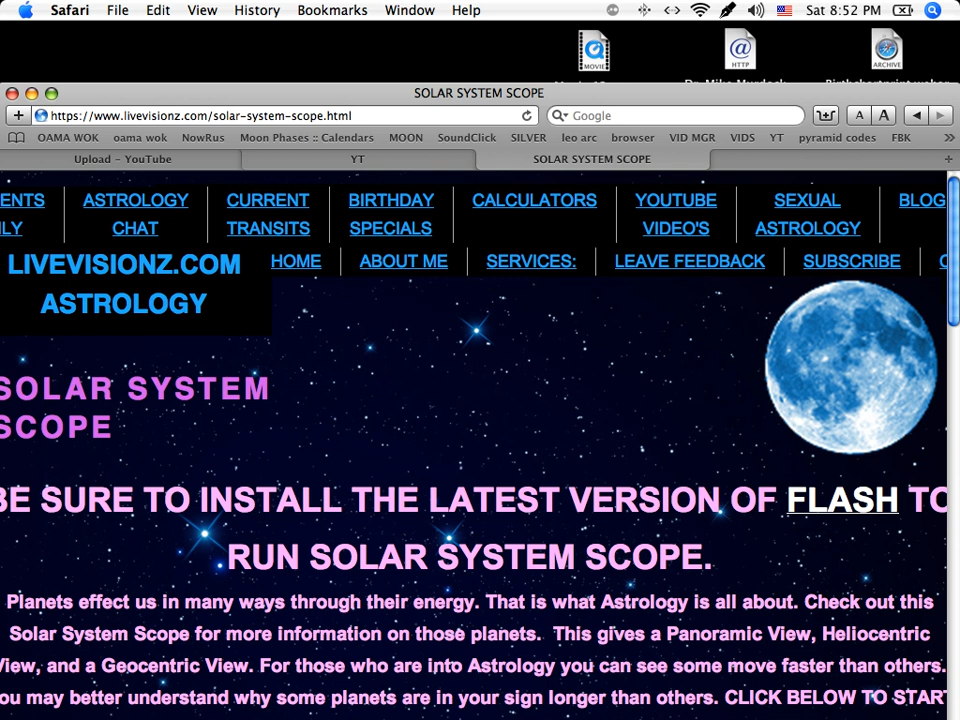 Safari File Edit View History Bookmarks Window Help Sat 8:52 PM
MOVIE HTTP ARCHIVE
SOLAR SYSTEM SCOPE
https://www.livevisionz.com/solar-system-scope.html Google A A
OAMA WOK oama wok NowRus Moon Phases :: Calendars MOON SoundClick SILVER leo arc browser VID MGR VIDS YT pyramid codes FBK
Upload - YouTube YT SOLAR SYSTEM SCOPE
ENTS ASTROLOGY CURRENT BIRTHDAY CALCULATORS YOUTUBE SEXUAL BLOG
LY CHAT TRANSITS SPECIALS VIDEO'S ASTROLOGY
LIVEVISIONZ.COM HOME ABOUT ME SERVICES: LEAVE FEEDBACK SUBSCRIBE
ASTROLOGY
SOLAR SYSTEM
SCOPE
BE SURE TO INSTALL THE LATEST VERSION OF FLASH TO
RUN SOLAR SYSTEM SCOPE.
Planets effect us in many ways through their energy. That is what Astrology is all about. Check out this
Solar System Scope for more information on those planets. This gives a Panoramic View, Heliocentric
View, and a Geocentric View. For those who are into Astrology you can see some move faster than others.
ou may better understand why some planets are in your sign longer than others. CLICK BELOW TO START